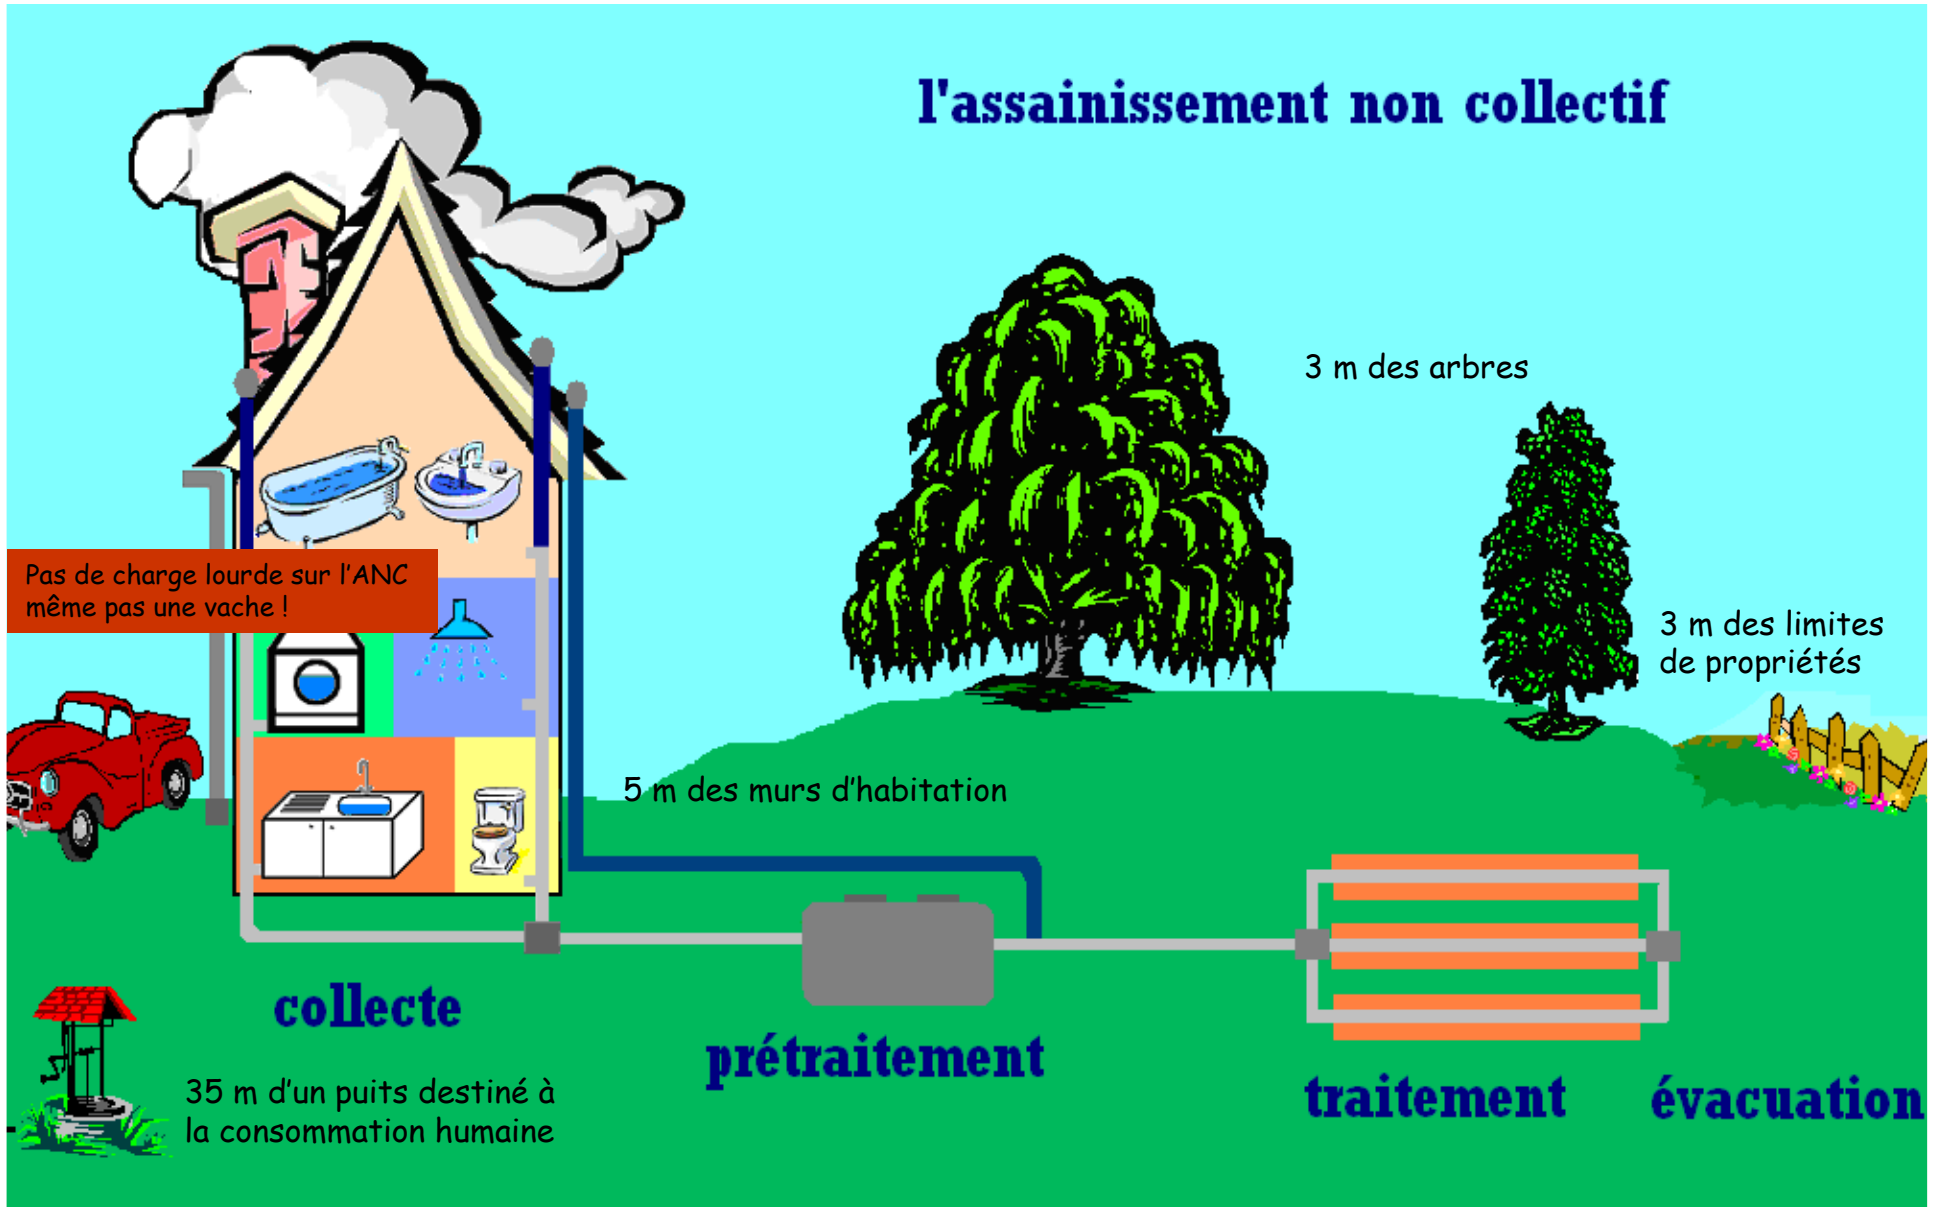 l'assainissement non collectif
3 m des arbres
Pas de charge lourde sur l'ANC
même pas une vache !
3 m des limites
de propriétés
5 m des murs d'habitation
collecte
prétraitement
traitement
évacuation
35 m d'un puits destiné à
la consommation humaine